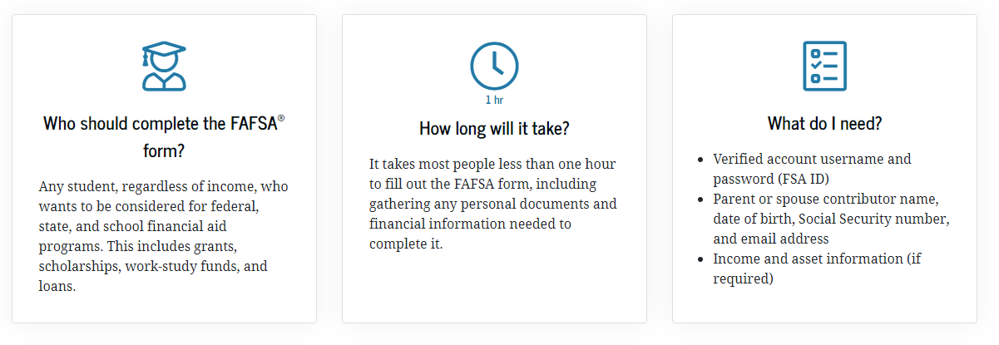 Who should complete the FAFSA®
form?
Any student, regardless of income, who
wants to be considered for federal,
state, and school financial aid
programs. This includes grants,
scholarships, work-study funds, and
loans.
1 hr
How long will it take?
It takes most people less than one hour
to fill out the FAFSA form, including
gathering any personal documents and
financial information needed to
complete it.
What do I need?
• Verified account username and
password (FSA ID)
• Parent or spouse contributor name,
date of birth, Social Security number,
and email address
• Income and asset information (if
required)